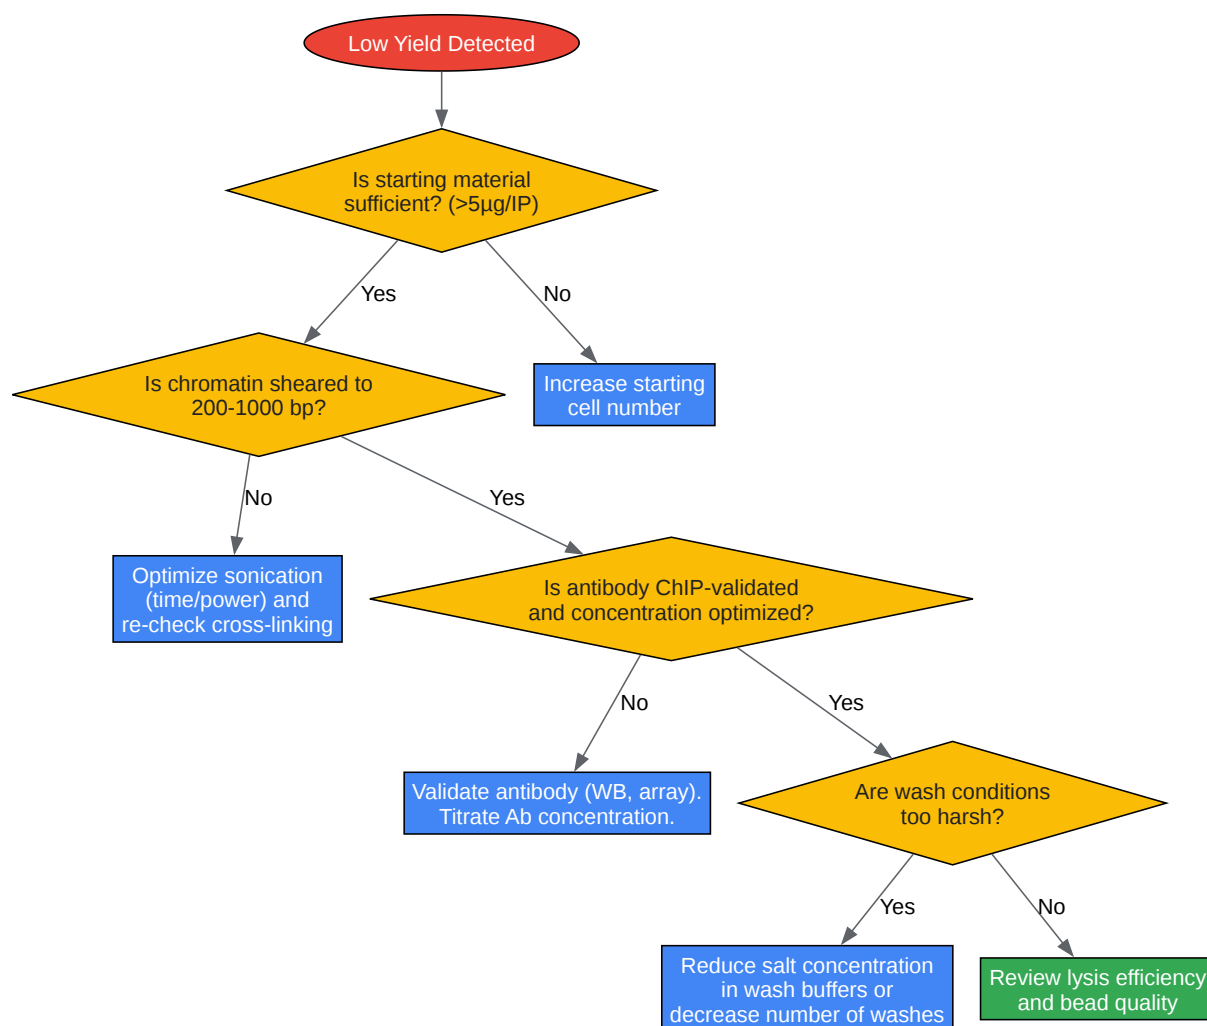 Low Yield Detected
Is starting material
sufficient? (>5µg/IP)
Yes
No
Is chromatin sheared to
200-1000 bp?
Increase starting
cell number
No
Yes
Optimize sonication
(time/power) and
re-check cross-linking
Is antibody ChIP-validated
and concentration optimized?
No
Yes
Validate antibody (WB, array).
Titrate Ab concentration.
Are wash conditions
too harsh?
Yes
No
Reduce salt concentration
in wash buffers or
decrease number of washes
Review lysis efficiency
and bead quality